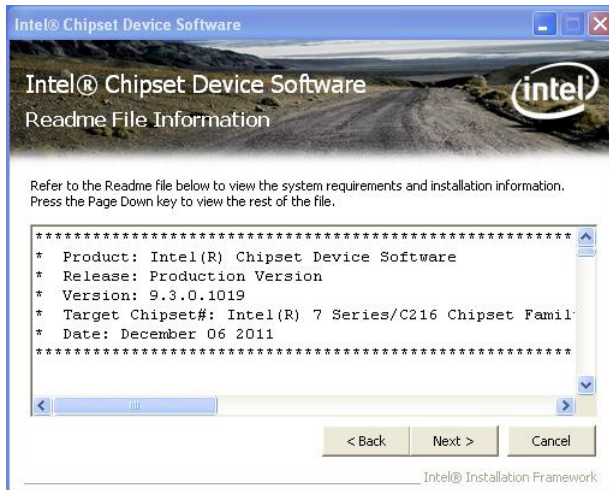 Intel® Chipset Device Software
Intel® Chipset Device Software
intel
Readme File Information
Refer to the Readme file below to view the system requirements and installation information.
Press the Page Down key to view the rest of the file.
**************************************************************
* Product: Intel(R) Chipset Device Software
* Release: Production Version
* Version: 9.3.0.1019
* Target Chipset#: Intel(R) 7 Series/C216 Chipset Famil
* Date: December 06 2011
**************************************************************
< Back Next > Cancel
Intel® Installation Framework